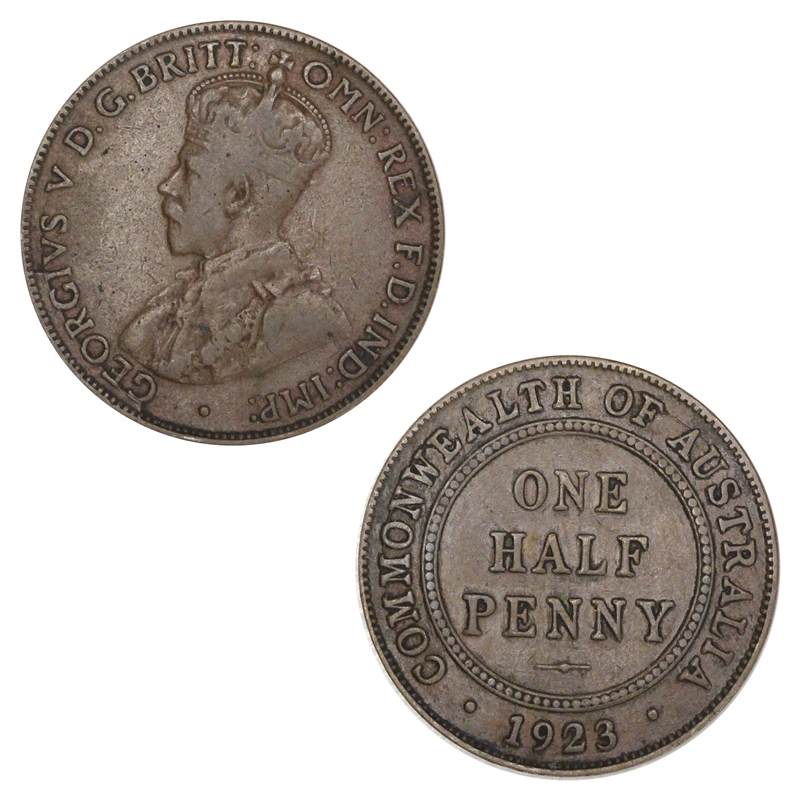 GEORGIVS V D.G.BRITT: OMN: REX F.D.IND:IMP:
COMMONWEALTH OF AUSTRALIA
ONE
HALF
PENNY
· 1923 ·